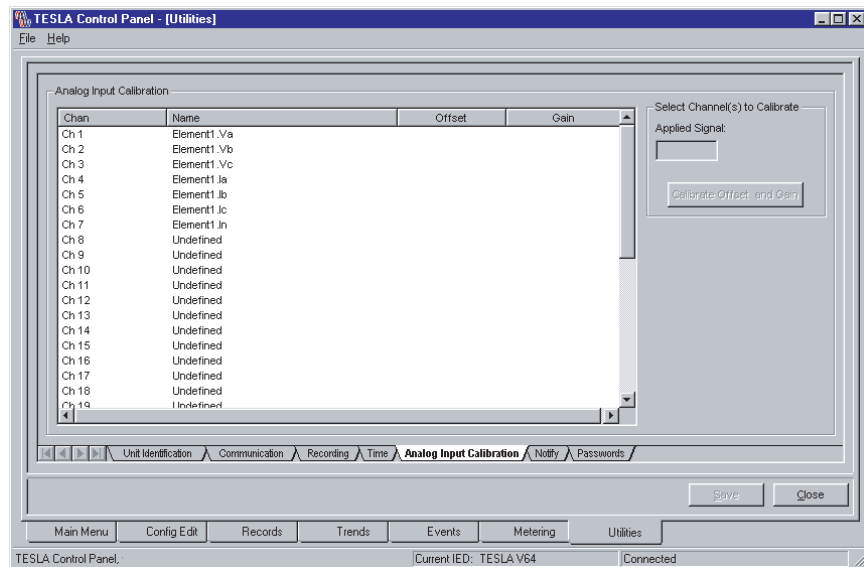 TESLA Control Panel - [Utilities]
File Help
Analog Input Calibration
Chan Name Offset Gain
Ch 1 Element1.Va
Ch 2 Element1.Vb
Ch 3 Element1.Vc
Ch 4 Element1.Ia
Ch 5 Element1.Ib
Ch 6 Element1.Ic
Ch 7 Element1.In
Ch 8 Undefined
Ch 9 Undefined
Ch 10 Undefined
Ch 11 Undefined
Ch 12 Undefined
Ch 13 Undefined
Ch 14 Undefined
Ch 15 Undefined
Ch 16 Undefined
Ch 17 Undefined
Ch 18 Undefined
Ch 19 Undefined
Select Channel(s) to Calibrate
Applied Signal:
Calibrate Offset and Gain
Unit Identification Communication Recording Time Analog Input Calibration Notify Passwords
Save Close
Main Menu Config Edit Records Trends Events Metering Utilities
TESLA Control Panel, Current IED: TESLA V64 Connected